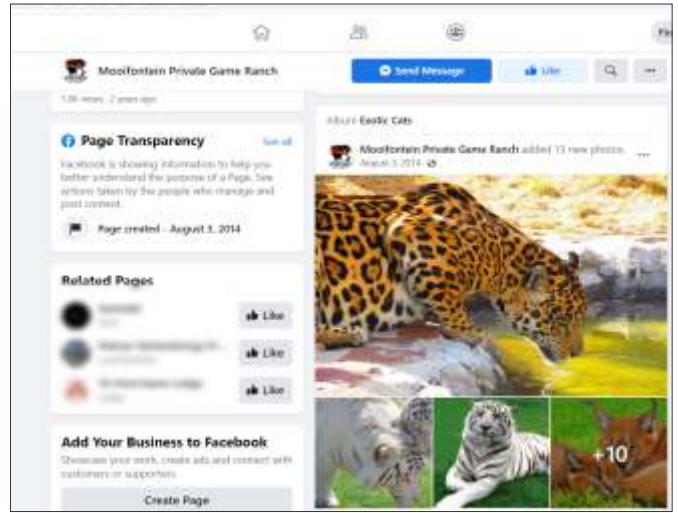 Mooifontein Private Game Ranch
Send Message
Like
Page Transparency
See all
Facebook is showing information to help you
better understand the purpose of a Page. See
actions taken by the people who manage and
post content.
Page created - August 3, 2014
Related Pages
Like
Like
Like
Add Your Business to Facebook
Showcase your work, create ads and connect with
customers or supporters.
Create Page
Album Exotic Cats
Mooifontein Private Game Ranch added 13 new photos.
August 3, 2014
+10